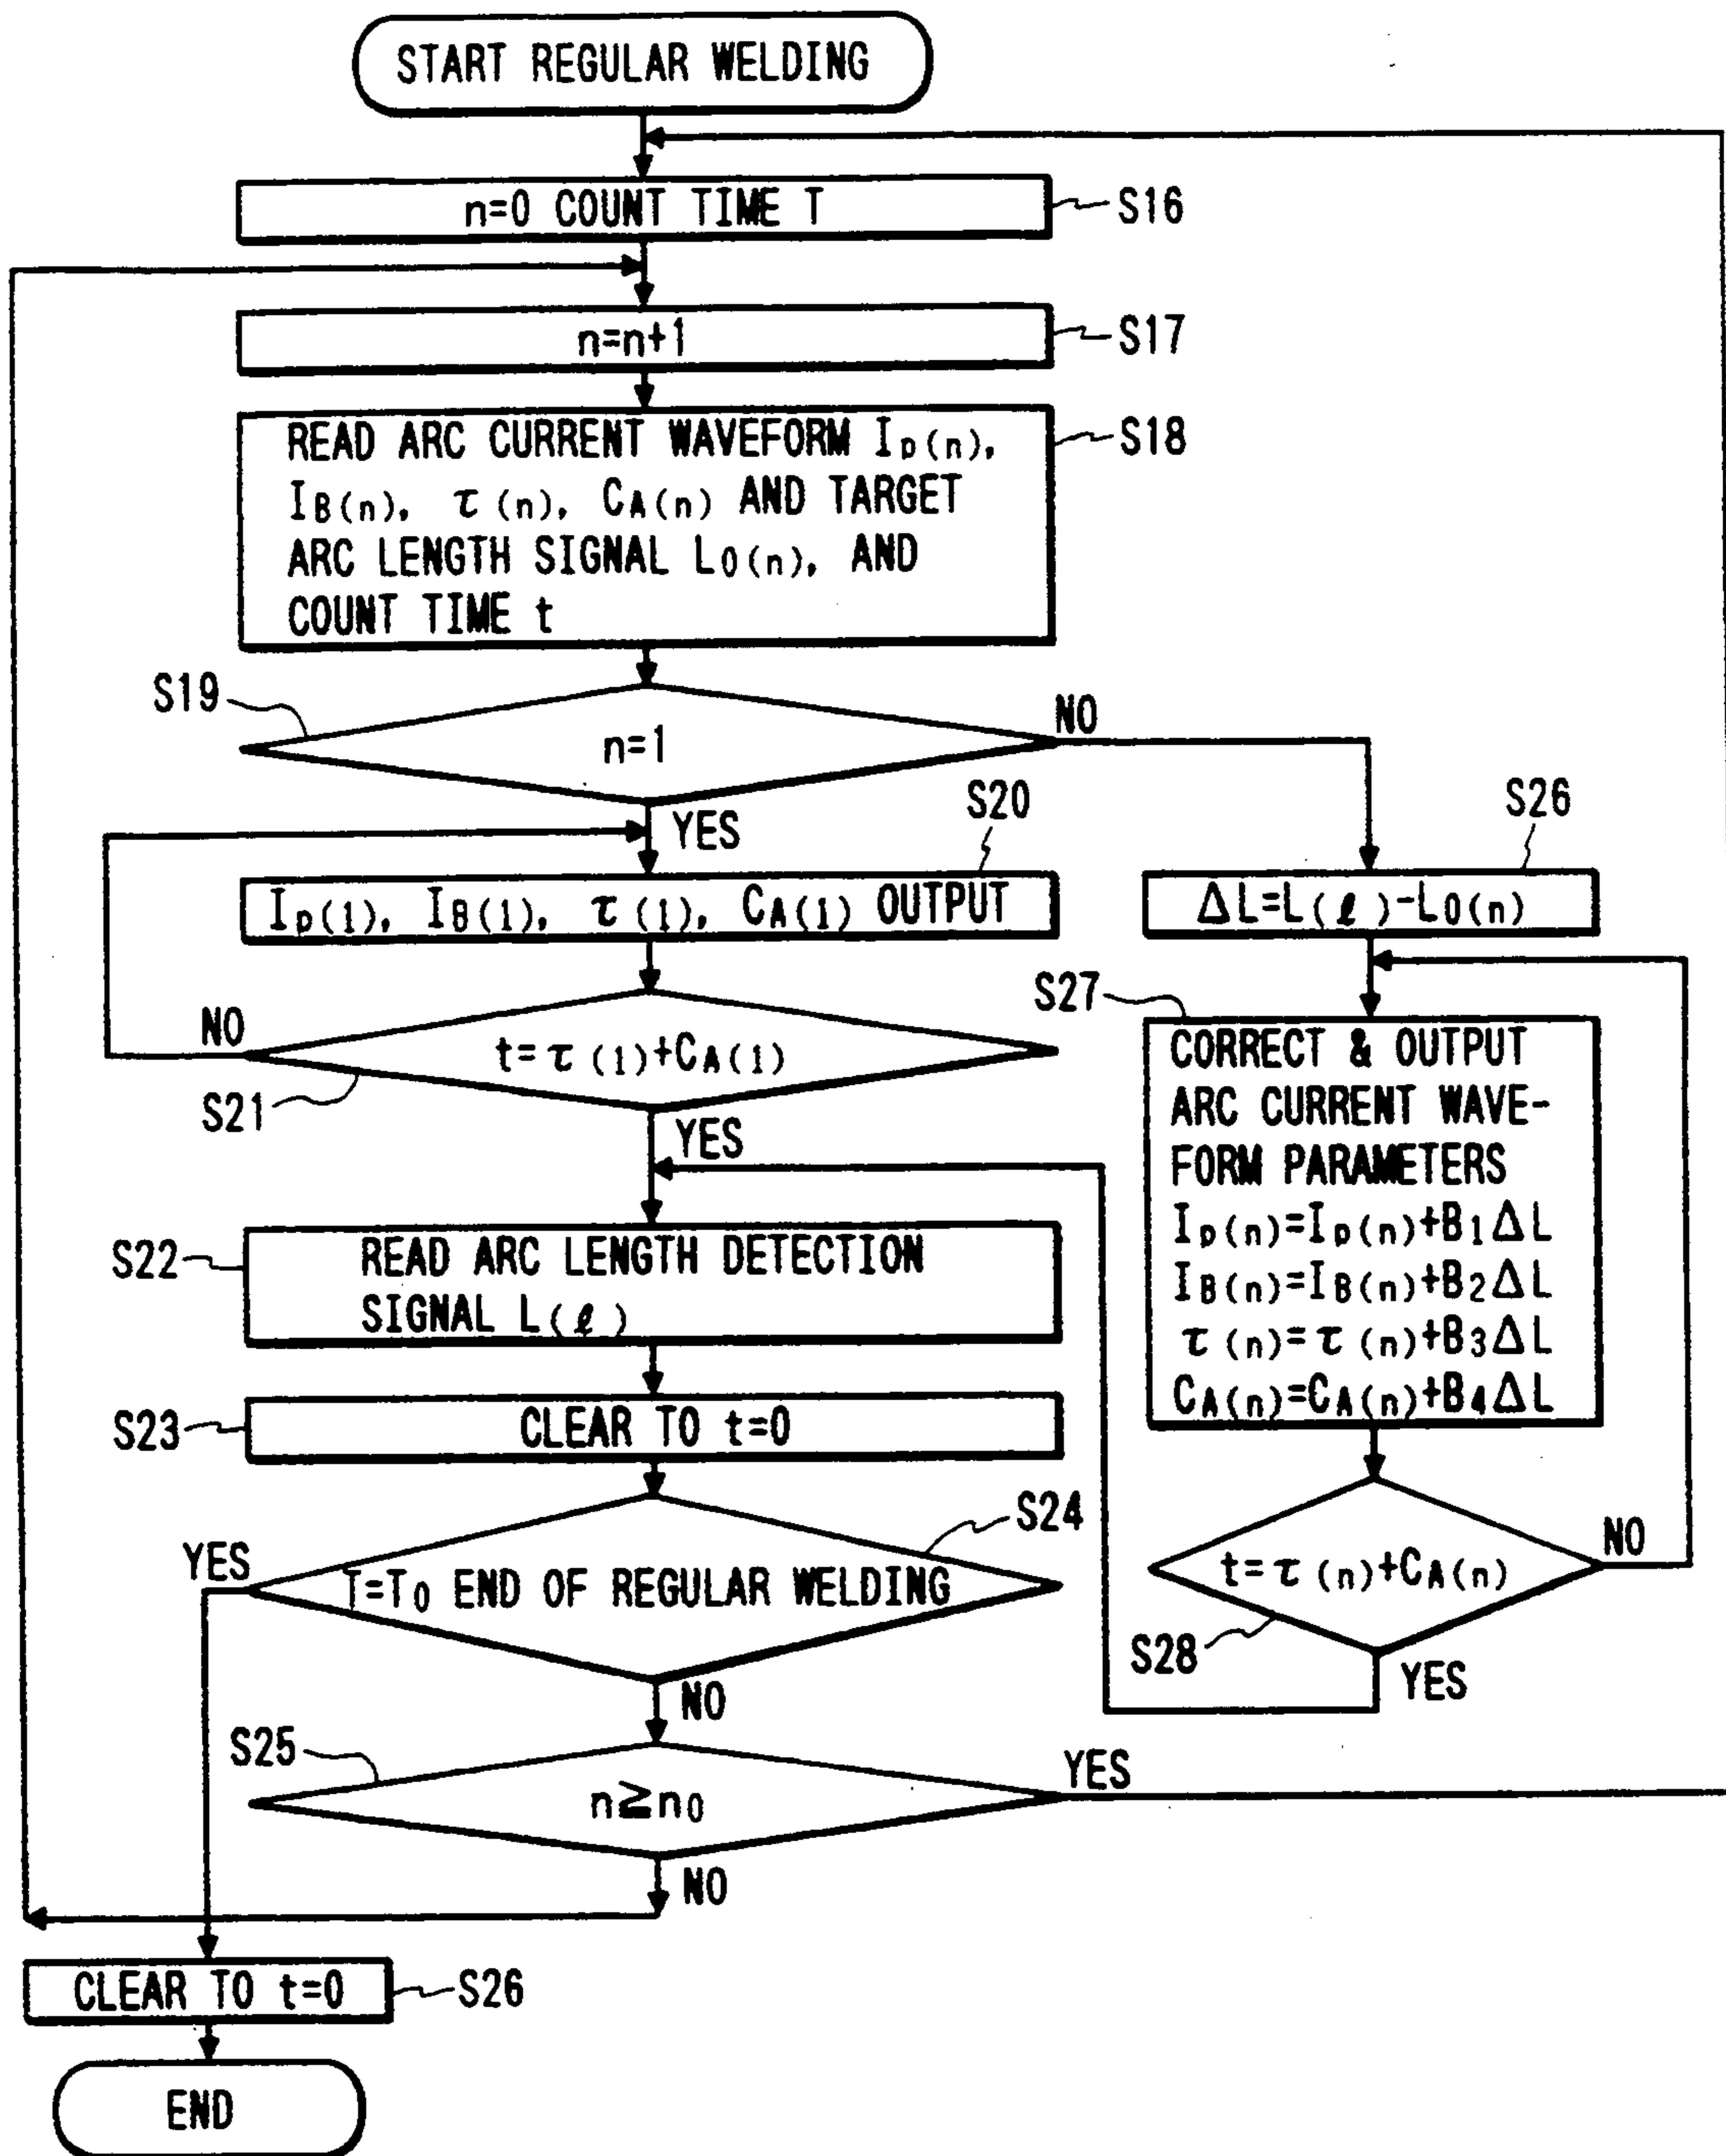 START REGULAR WELDING
n=0 COUNT TIME T
S16
n=n+1
S17
READ ARC CURRENT WAVEFORM Ip(n),
IB(n), τ(n), CA(n) AND TARGET
ARC LENGTH SIGNAL L0(n), AND
COUNT TIME t
S18
S19
n=1
NO
YES
S20
Ip(1), IB(1), τ(1), CA(1) OUTPUT
S26
ΔL=L(ℓ)-L0(n)
NO
t=τ(1)+CA(1)
S21
YES
S27
CORRECT & OUTPUT
ARC CURRENT WAVE-
FORM PARAMETERS
Ip(n)=Ip(n)+B1ΔL
IB(n)=IB(n)+B2ΔL
τ(n)=τ(n)+B3ΔL
CA(n)=CA(n)+B4ΔL
S22
READ ARC LENGTH DETECTION
SIGNAL L(ℓ)
S23
CLEAR TO t=0
S24
YES
T=T0 END OF REGULAR WELDING
NO
t=τ(n)+CA(n)
NO
S28
YES
S25
n≧n0
YES
NO
CLEAR TO t=0
S26
END